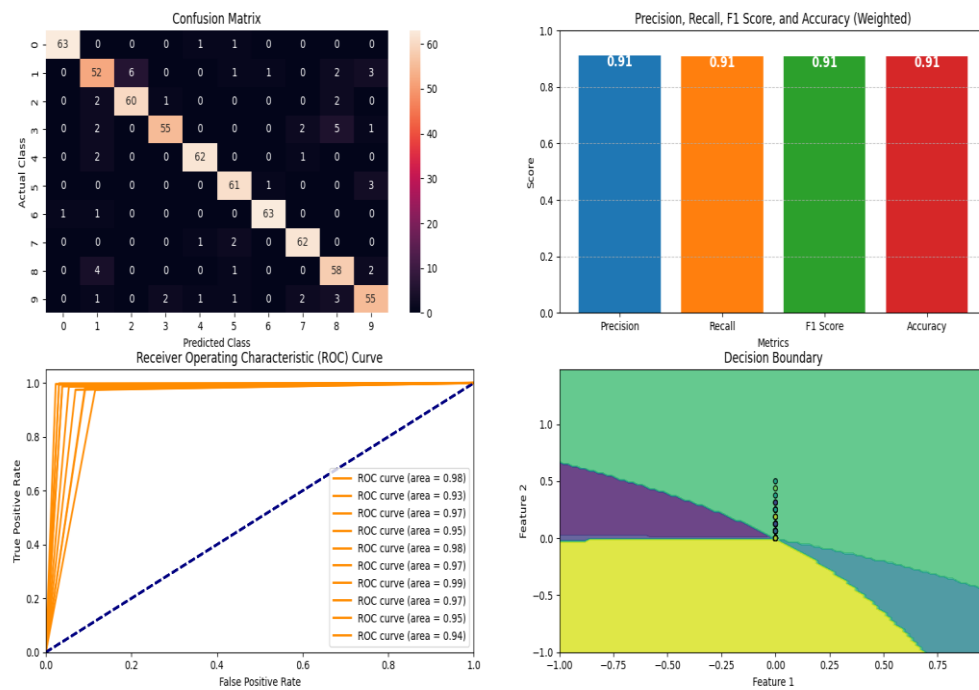 Confusion Matrix
Actual Class
0 63 0 0 0 1 1 0 0 0 0
1 0 52 6 0 0 1 1 0 2 3
2 0 2 60 1 0 0 0 0 2 0
3 0 2 0 55 0 0 0 2 5 1
4 0 2 0 0 62 0 0 1 0 0
5 0 0 0 0 0 61 1 0 0 3
6 1 1 0 0 0 0 63 0 0 0
7 0 0 0 0 1 2 0 62 0 0
8 0 4 0 0 0 1 0 0 58 2
9 0 1 0 2 1 1 0 2 3 55
0 1 2 3 4 5 6 7 8 9
Predicted Class
60
50
40
30
20
10
0
Precision, Recall, F1 Score, and Accuracy (Weighted)
Score
1.0
0.8
0.6
0.4
0.2
0.0
0.91 0.91 0.91 0.91
Precision Recall F1 Score Accuracy
Metrics
Receiver Operating Characteristic (ROC) Curve
True Positive Rate
1.0
0.8
0.6
0.4
0.2
0.0
ROC curve (area = 0.98)
ROC curve (area = 0.93)
ROC curve (area = 0.97)
ROC curve (area = 0.95)
ROC curve (area = 0.98)
ROC curve (area = 0.97)
ROC curve (area = 0.99)
ROC curve (area = 0.97)
ROC curve (area = 0.95)
ROC curve (area = 0.94)
0.0 0.2 0.4 0.6 0.8 1.0
False Positive Rate
Decision Boundary
Feature 2
1.0
0.5
0.0
−0.5
−1.0
−1.00 −0.75 −0.50 −0.25 0.00 0.25 0.50 0.75
Feature 1